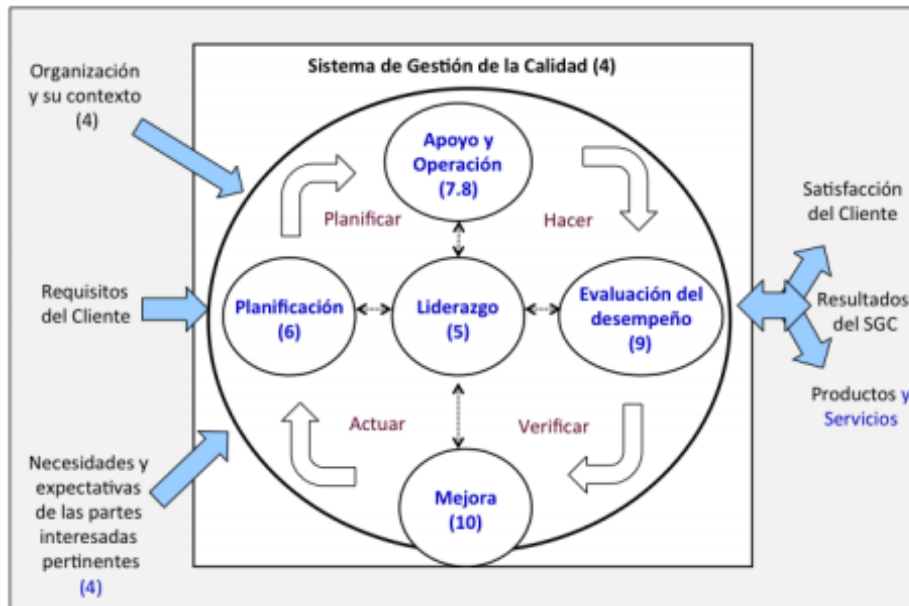 Sistema de Gestión de la Calidad (4)
Organización
y su contexto
(4)
Requisitos
del Cliente
Necesidades y
expectativas
de las partes
interesadas
pertinentes
(4)
Apoyo y
Operación
(7.8)
Planificar
Hacer
Planificación
(6)
Liderazgo
(5)
Evaluación del
desempeño
(9)
Actuar
Verificar
Mejora
(10)
Satisfacción
del Cliente
Resultados
del SGC
Productos y
Servicios